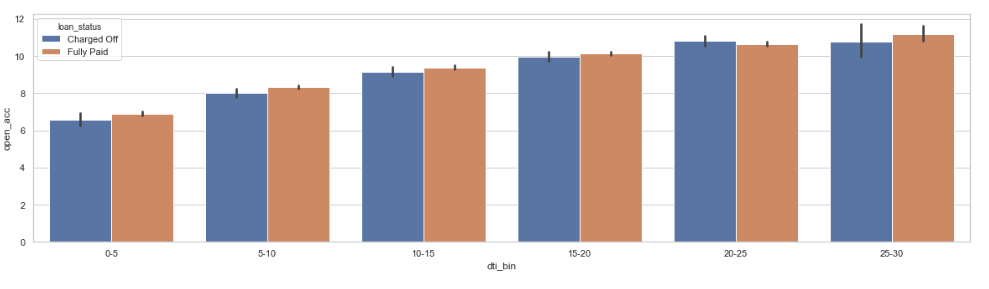 loan_status
Charged Off
Fully Paid
12
10
8
6
4
2
0
open_acc
0-5
5-10
10-15
15-20
20-25
25-30
dti_bin